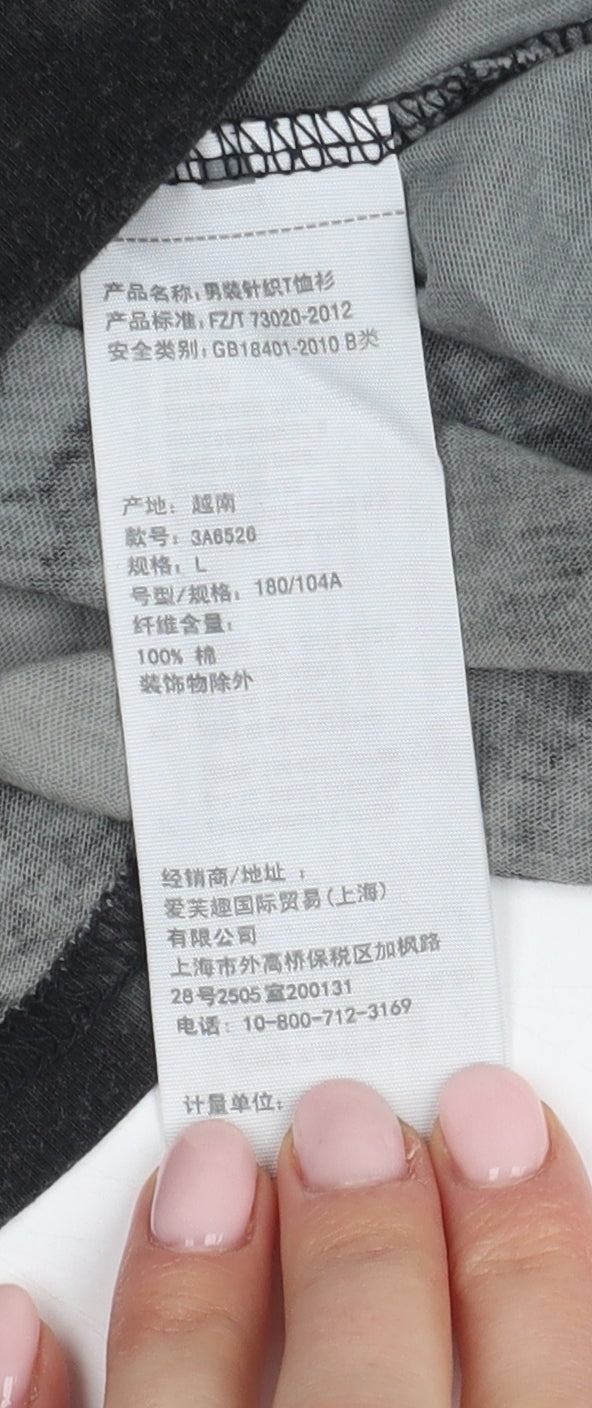 产品名称：男装针织T恤衫
产品标准：FZ/T 73020-2012
安全类别：GB18401-2010 B类
产地：越南
款号：3A6526
规格：L
号型/规格：180/104A
纤维含量：
100% 棉
装饰物除外
经销商/地址 ：
爱芙趣国际贸易(上海)
有限公司
上海市外高桥保税区加枫路
28号2505室200131
电话：10-800-712-3169
计量单位：